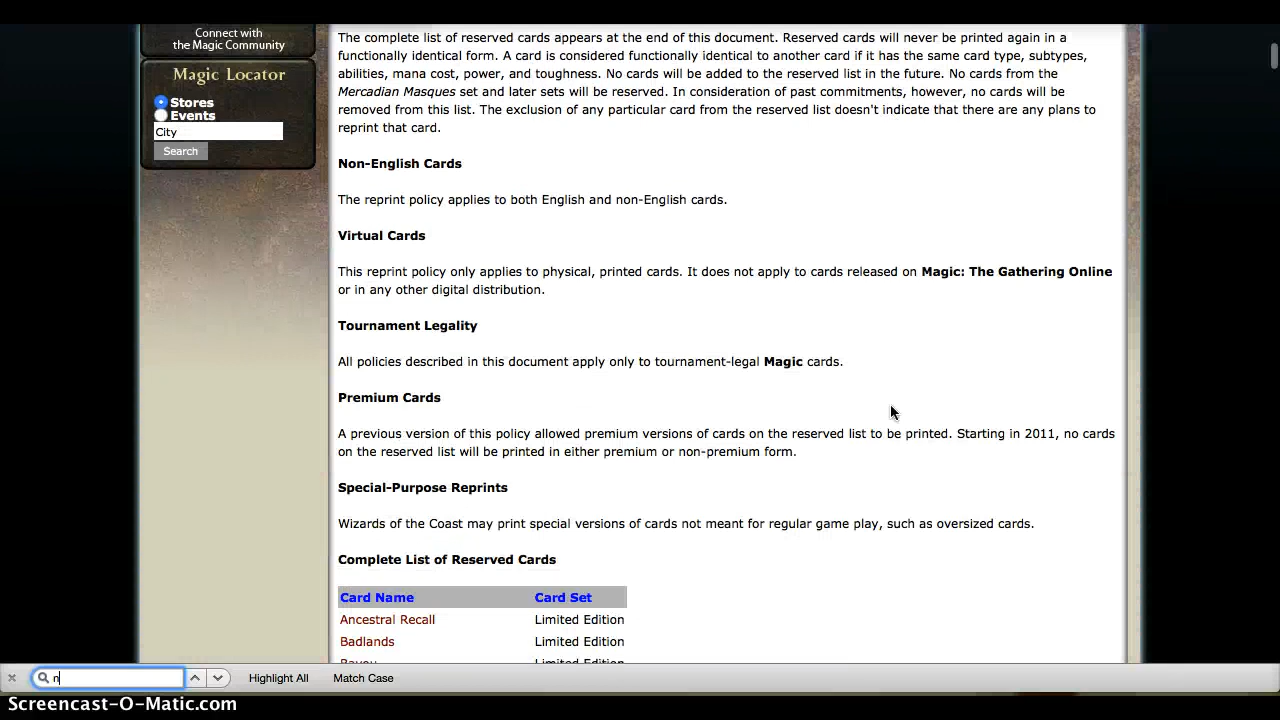 Connect with
the Magic Community
Magic Locator
Stores
Events
City
Search
The complete list of reserved cards appears at the end of this document. Reserved cards will never be printed again in a
functionally identical form. A card is considered functionally identical to another card if it has the same card type, subtypes,
abilities, mana cost, power, and toughness. No cards will be added to the reserved list in the future. No cards from the
Mercadian Masques set and later sets will be reserved. In consideration of past commitments, however, no cards will be
removed from this list. The exclusion of any particular card from the reserved list doesn't indicate that there are any plans to
reprint that card.
Non-English Cards
The reprint policy applies to both English and non-English cards.
Virtual Cards
This reprint policy only applies to physical, printed cards. It does not apply to cards released on Magic: The Gathering Online
or in any other digital distribution.
Tournament Legality
All policies described in this document apply only to tournament-legal Magic cards.
Premium Cards
A previous version of this policy allowed premium versions of cards on the reserved list to be printed. Starting in 2011, no cards
on the reserved list will be printed in either premium or non-premium form.
Special-Purpose Reprints
Wizards of the Coast may print special versions of cards not meant for regular game play, such as oversized cards.
Complete List of Reserved Cards
Card Name Card Set
Ancestral Recall Limited Edition
Badlands Limited Edition
Bayou Limited Edition
n
Highlight All Match Case
Screencast-O-Matic.com